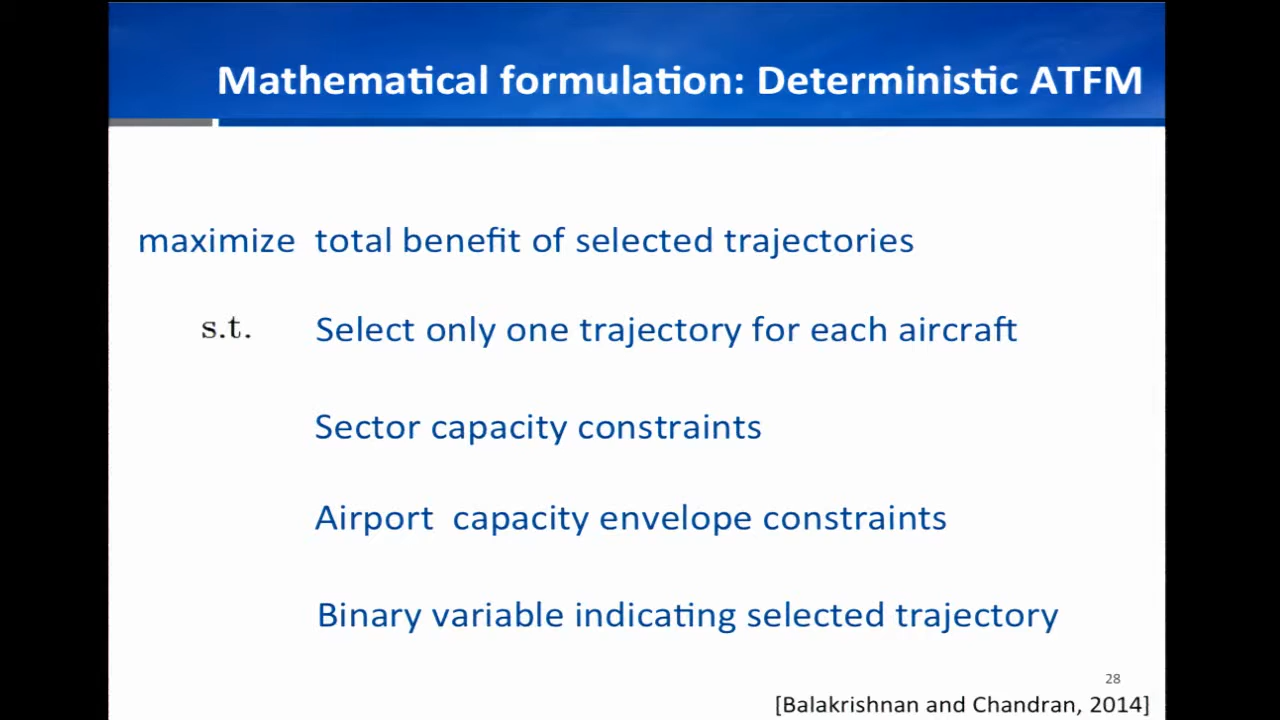 Mathematical formulation: Deterministic ATFM
maximize total benefit of selected trajectories
s.t. Select only one trajectory for each aircraft
Sector capacity constraints
Airport capacity envelope constraints
Binary variable indicating selected trajectory
28
[Balakrishnan and Chandran, 2014]